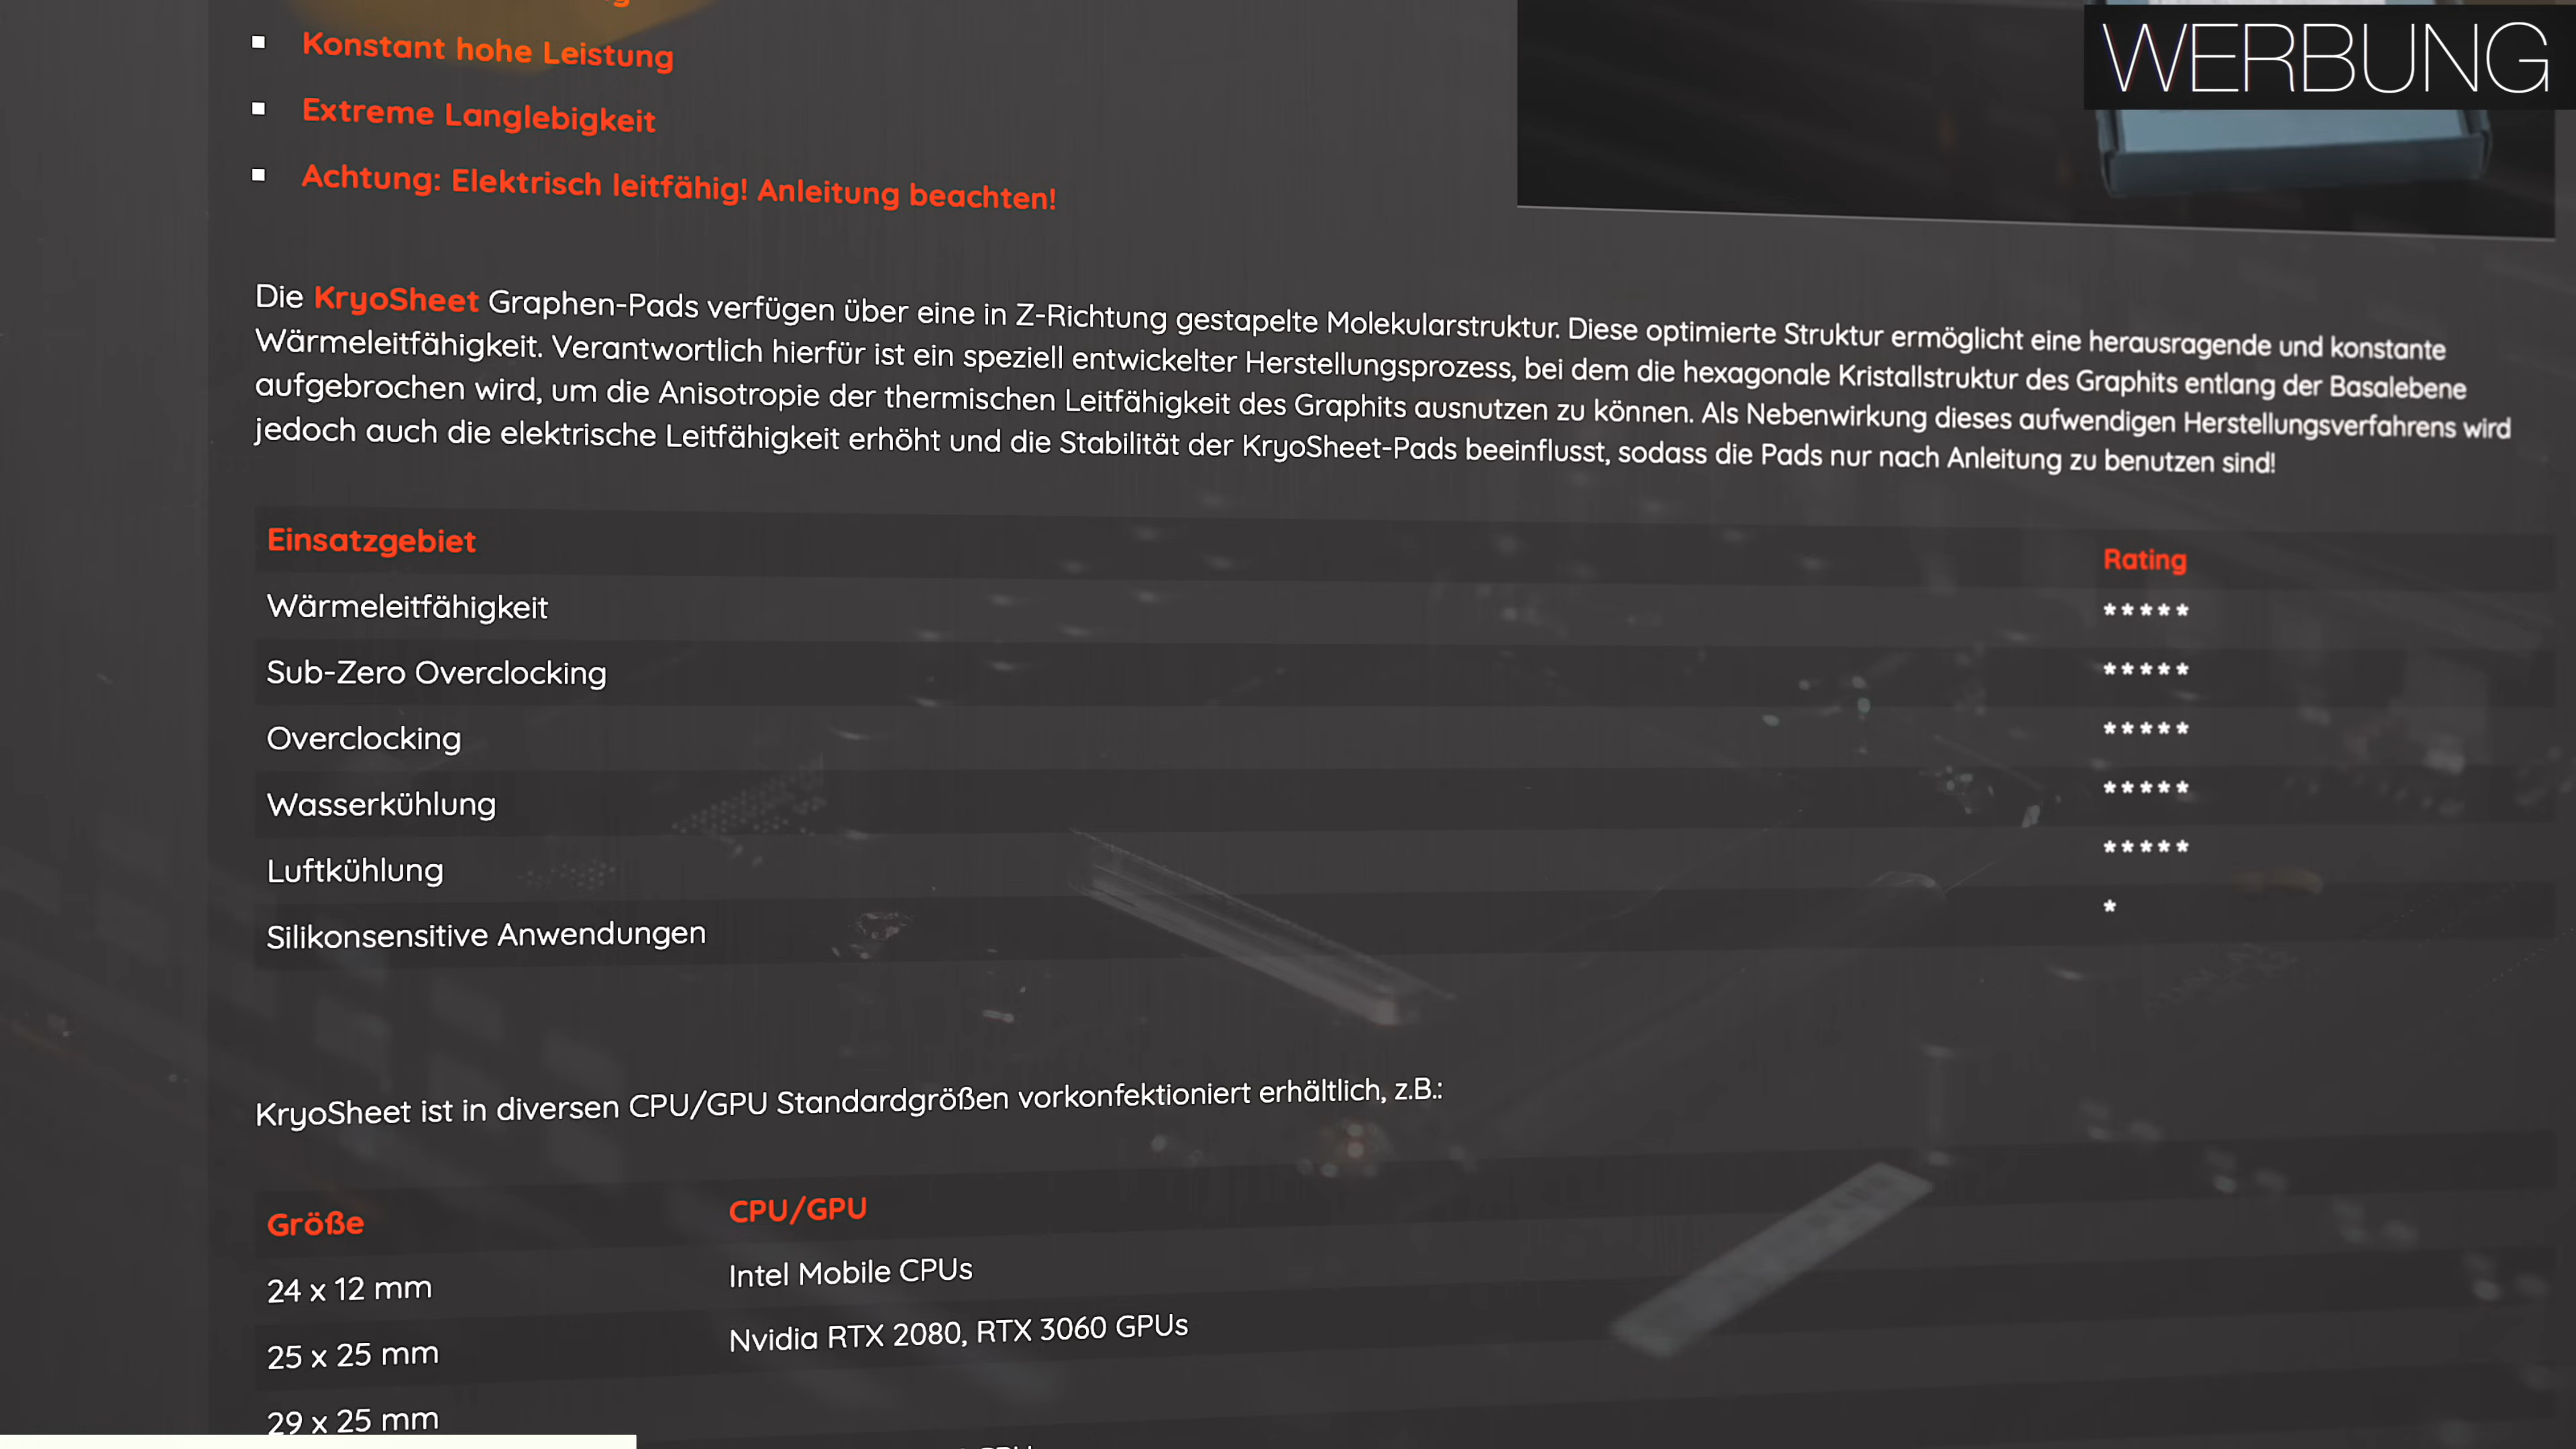 WERBUNG
Konstant hohe Leistung
Extreme Langlebigkeit
Achtung: Elektrisch leitfähig! Anleitung beachten!
Die KryoSheet Graphen-Pads verfügen über eine in Z-Richtung gestapelte Molekularstruktur. Diese optimierte Struktur ermöglicht eine herausragende und konstante
Wärmeleitfähigkeit. Verantwortlich hierfür ist ein speziell entwickelter Herstellungsprozess, bei dem die hexagonale Kristallstruktur des Graphits entlang der Basalebene
aufgebrochen wird, um die Anisotropie der thermischen Leitfähigkeit des Graphits ausnutzen zu können. Als Nebenwirkung dieses aufwendigen Herstellungsverfahrens wird
jedoch auch die elektrische Leitfähigkeit erhöht und die Stabilität der KryoSheet-Pads beeinflusst, sodass die Pads nur nach Anleitung zu benutzen sind!
Einsatzgebiet Rating
Wärmeleitfähigkeit *****
Sub-Zero Overclocking *****
Overclocking *****
Wasserkühlung *****
Luftkühlung *****
Silikonsensitive Anwendungen *
KryoSheet ist in diversen CPU/GPU Standardgrößen vorkonfektioniert erhältlich, z.B.:
Größe CPU/GPU
24 x 12 mm Intel Mobile CPUs
25 x 25 mm Nvidia RTX 2080, RTX 3060 GPUs
29 x 25 mm